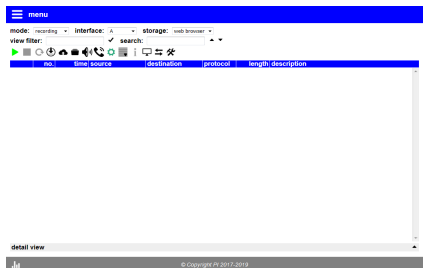 menu
mode: recording interface: A storage: web browser
view filter: search:
no. time source destination protocol length description
detail view
© Copyright PI 2017-2019